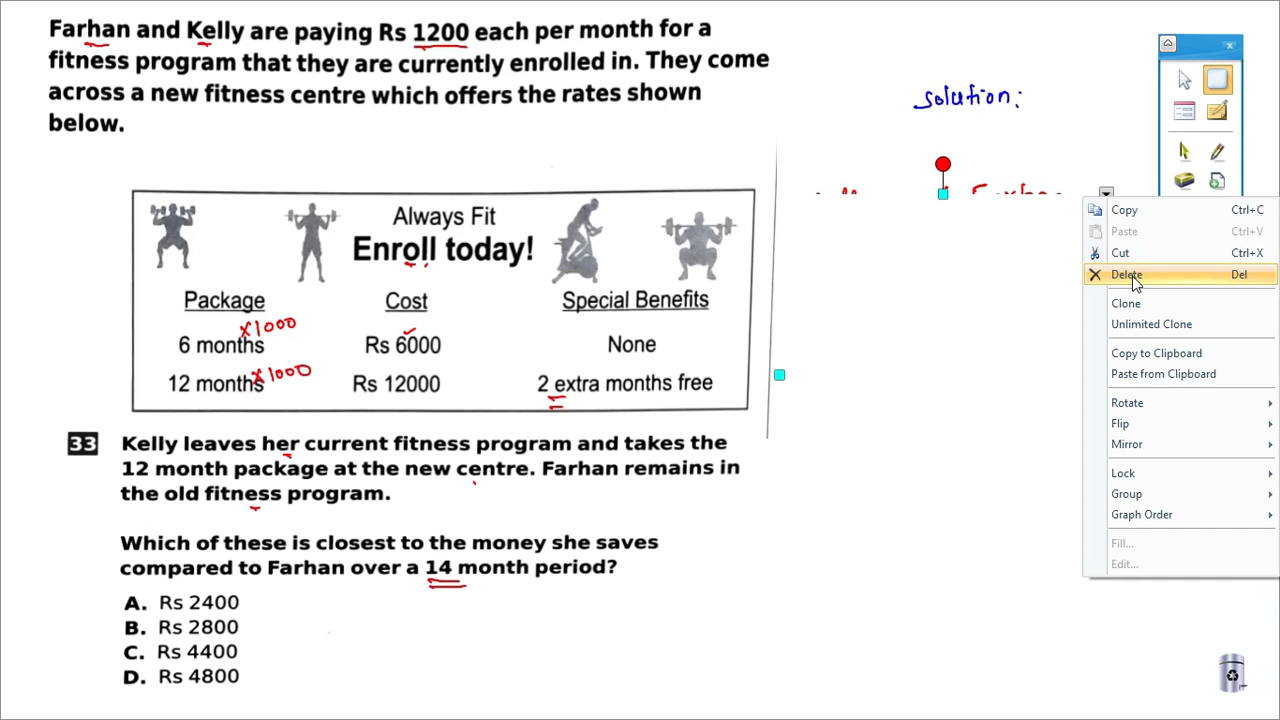 Farhan and Kelly are paying Rs 1200 each per month for a
fitness program that they are currently enrolled in. They come
across a new fitness centre which offers the rates shown
below.
solution:
Always Fit
Enroll today!
Package Cost Special Benefits
×1000
6 months Rs 6000 None
×1000
12 months Rs 12000 2 extra months free
33 Kelly leaves her current fitness program and takes the
12 month package at the new centre. Farhan remains in
the old fitness program.
Which of these is closest to the money she saves
compared to Farhan over a 14 month period?
A. Rs 2400
B. Rs 2800
C. Rs 4400
D. Rs 4800
Copy Ctrl+C
Paste Ctrl+V
Cut Ctrl+X
Delete Del
Clone
Unlimited Clone
Copy to Clipboard
Paste from Clipboard
Rotate
Flip
Mirror
Lock
Group
Graph Order
Fill...
Edit...